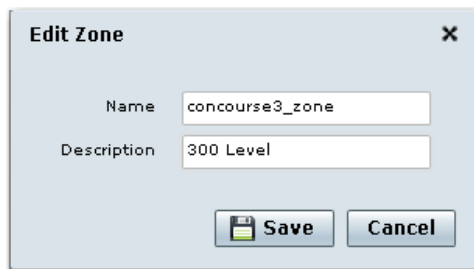 Edit Zone
Name concourse3_zone
Description 300 Level
Save Cancel